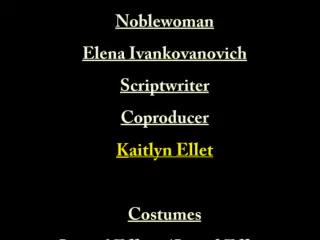 Noblewoman
Elena Ivankovanovich
Scriptwriter
Coproducer
Kaitlyn Ellet
Costumes